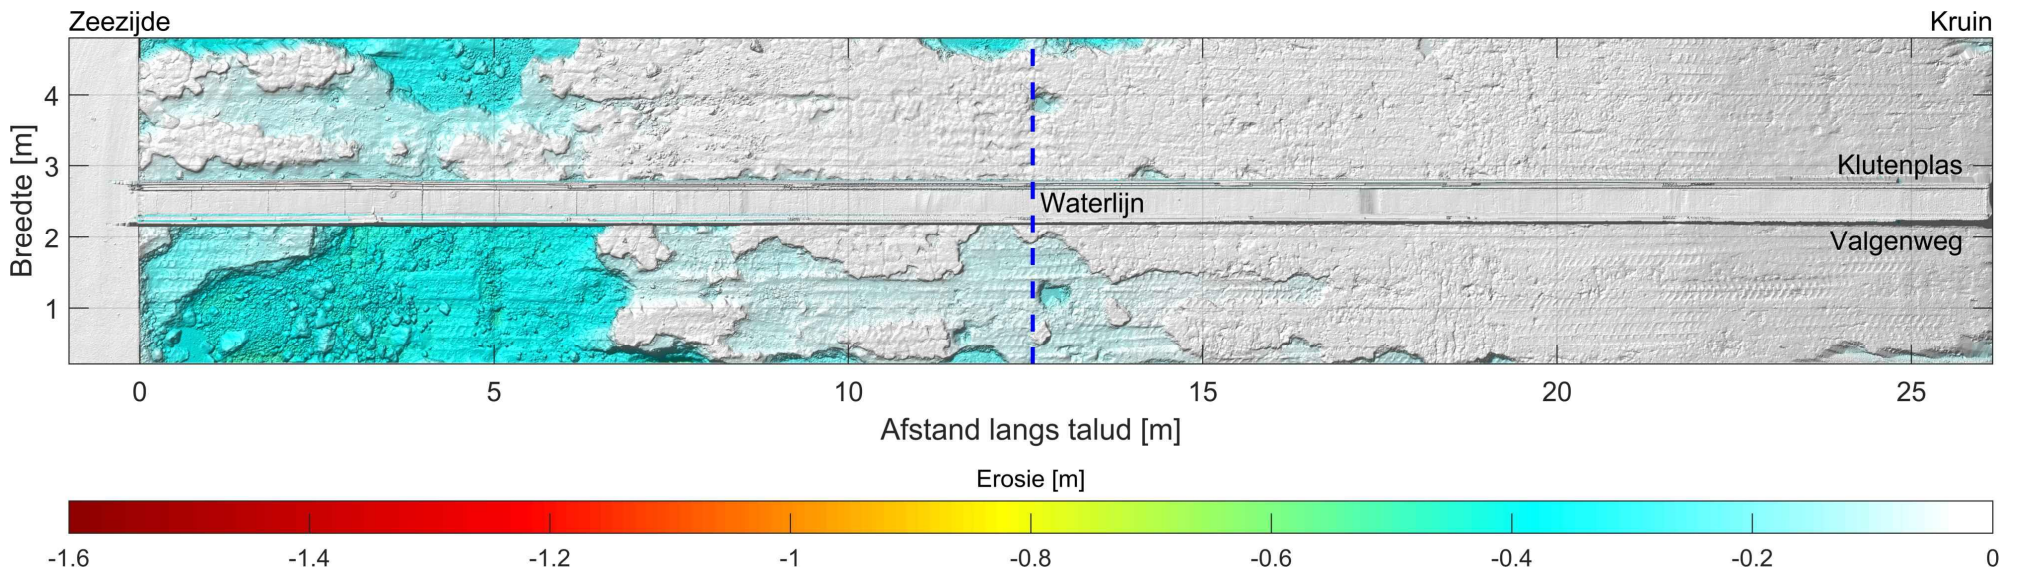 Zeezijde Kruin
4
3
2
1
Breedte [m]
Klutenplas
Waterlijn
Valgenweg
0 5 10 15 20 25
Afstand langs talud [m]
Erosie [m]
-1.6 -1.4 -1.2 -1 -0.8 -0.6 -0.4 -0.2 0